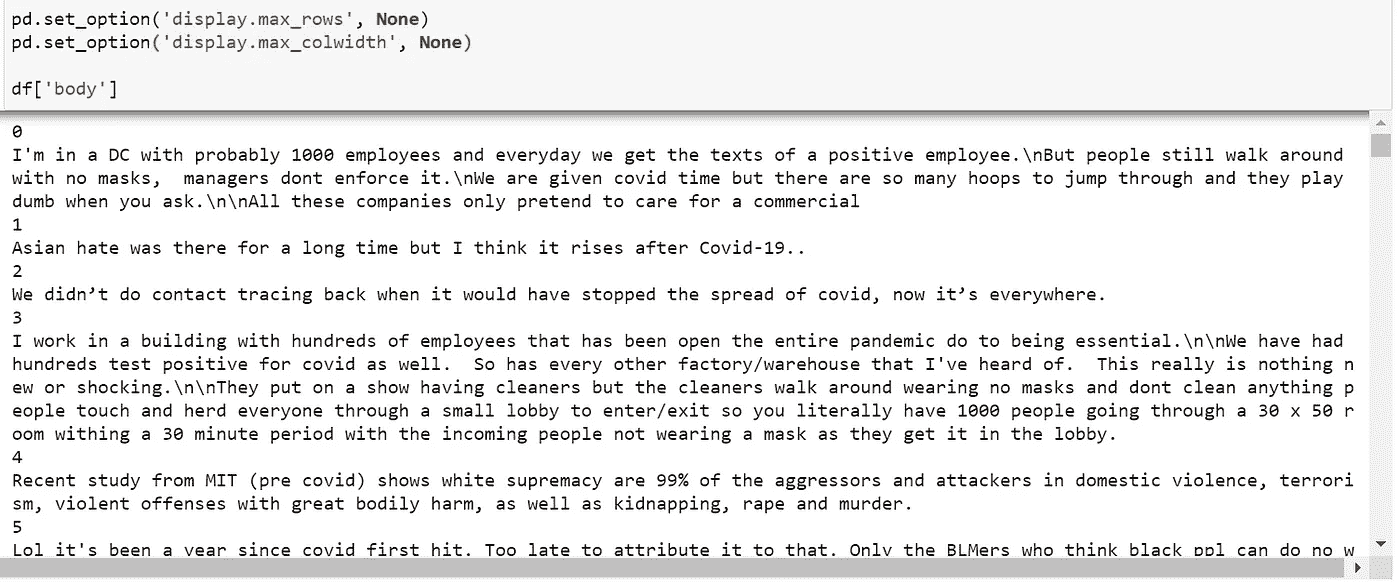 pd.set_option('display.max_rows', None)
pd.set_option('display.max_colwidth', None)
df['body']
0
I'm in a DC with probably 1000 employees and everyday we get the texts of a positive employee.\nBut people still walk around
with no masks,  managers dont enforce it.\nWe are given covid time but there are so many hoops to jump through and they play
dumb when you ask.\n\nAll these companies only pretend to care for a commercial
1
Asian hate was there for a long time but I think it rises after Covid-19..
2
We didn’t do contact tracing back when it would have stopped the spread of covid, now it’s everywhere.
3
I work in a building with hundreds of employees that has been open the entire pandemic do to being essential.\n\nWe have had
hundreds test positive for covid as well.  So has every other factory/warehouse that I've heard of.  This really is nothing n
ew or shocking.\n\nThey put on a show having cleaners but the cleaners walk around wearing no masks and dont clean anything p
eople touch and herd everyone through a small lobby to enter/exit so you literally have 1000 people going through a 30 x 50 r
oom withing a 30 minute period with the incoming people not wearing a mask as they get it in the lobby.
4
Recent study from MIT (pre covid) shows white supremacy are 99% of the aggressors and attackers in domestic violence, terrori
sm, violent offenses with great bodily harm, as well as kidnapping, rape and murder.
5
Lol it's been a year since covid first hit. Too late to attribute it to that. Only the BLMers who think black ppl can do no w